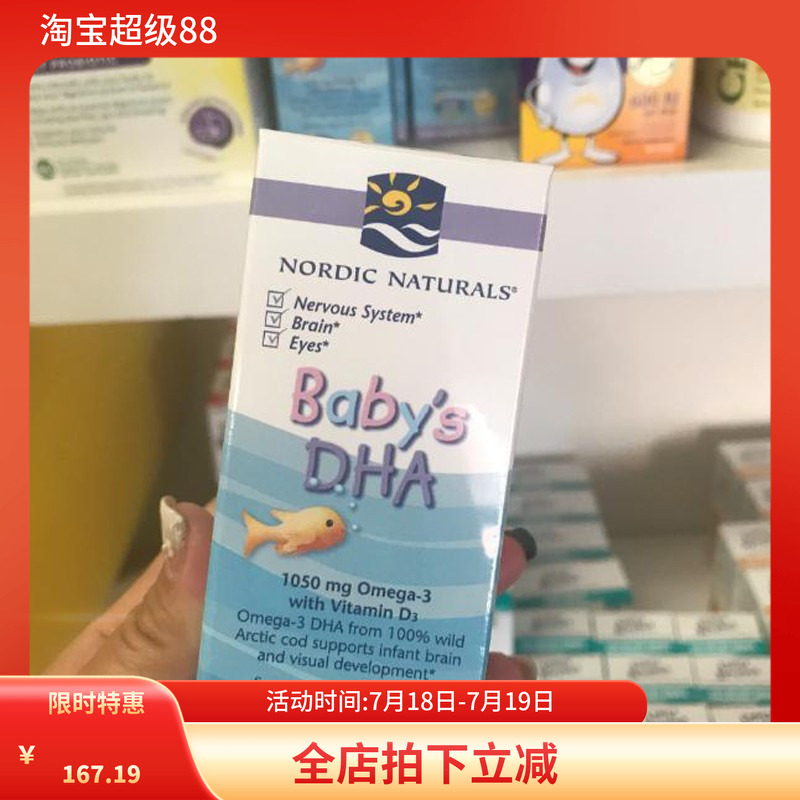 淘宝超级88
NORDIC NATURALS®
Nervous System*
Brain*
Eyes*
Baby's
DHA
1050 mg Omega-3
with Vitamin D3
Omega-3 DHA from 100% wild
Arctic cod supports infant brain
and visual development*
限时特惠
活动时间:7月18日-7月19日
¥
167.19
全店拍下立减